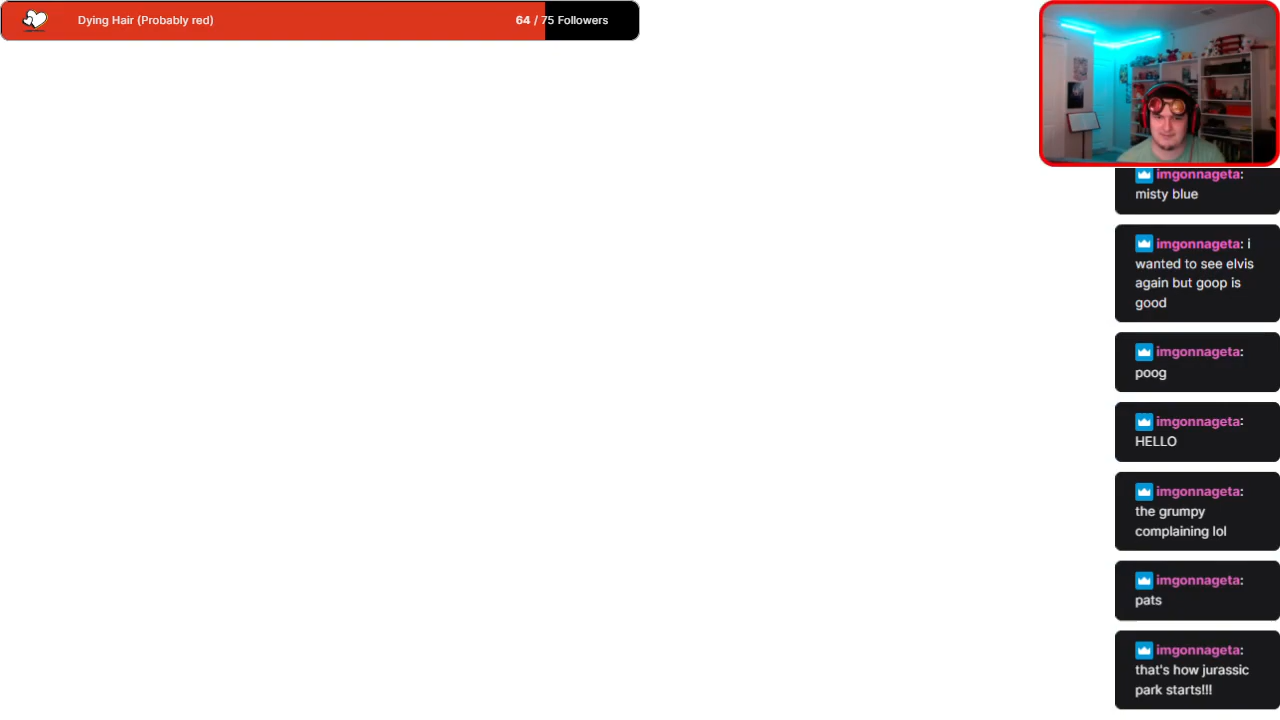 Dying Hair (Probably red)
64 / 75 Followers
imgonnageta:
misty blue
imgonnageta: i
wanted to see elvis
again but goop is
good
imgonnageta:
poog
imgonnageta:
HELLO
imgonnageta:
the grumpy
complaining lol
imgonnageta:
pats
imgonnageta:
that's how jurassic
park starts!!!